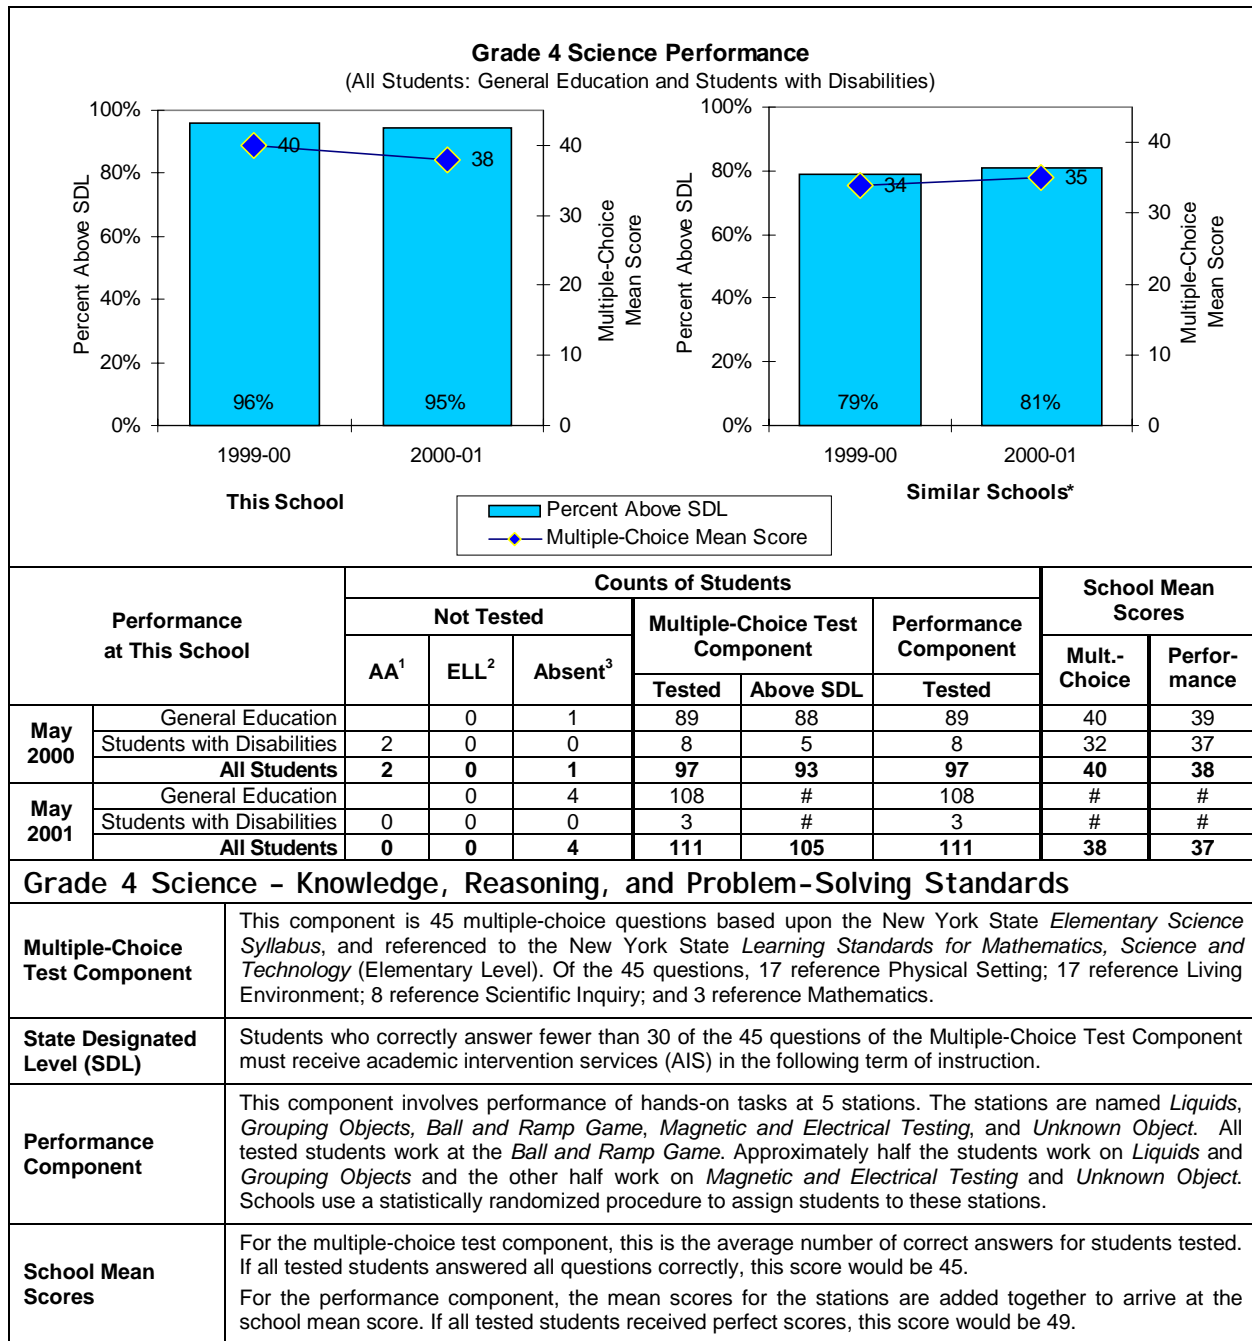 Grade 4 Science Performance
(All Students: General Education and Students with Disabilities)
100%
80%
60%
40%
20%
0%
Percent Above SDL
40
38
96%
95%
40
30
20
10
0
Multiple-Choice
Mean Score
1999-00
2000-01
This School
100%
80%
60%
40%
20%
0%
Percent Above SDL
34
35
79%
81%
40
30
20
10
0
Multiple-Choice
Mean Score
1999-00
2000-01
Similar Schools*
Percent Above SDL
Multiple-Choice Mean Score
Performance
at This School
Counts of Students
School Mean
Scores
Not Tested
Multiple-Choice Test
Component
Performance
Component
AA1 ELL2 Absent3
Tested Above SDL Tested
Mult.-
Choice
Perfor-
mance
May
2000
General Education 0 1 89 88 89 40 39
Students with Disabilities 2 0 0 8 5 8 32 37
All Students 2 0 1 97 93 97 40 38
May
2001
General Education 0 4 108 # 108 # #
Students with Disabilities 0 0 0 3 # 3 # #
All Students 0 0 4 111 105 111 38 37
Grade 4 Science – Knowledge, Reasoning, and Problem-Solving Standards
Multiple-Choice
Test Component
This component is 45 multiple-choice questions based upon the New York State Elementary Science
Syllabus, and referenced to the New York State Learning Standards for Mathematics, Science and
Technology (Elementary Level). Of the 45 questions, 17 reference Physical Setting; 17 reference Living
Environment; 8 reference Scientific Inquiry; and 3 reference Mathematics.
State Designated
Level (SDL)
Students who correctly answer fewer than 30 of the 45 questions of the Multiple-Choice Test Component
must receive academic intervention services (AIS) in the following term of instruction.
Performance
Component
This component involves performance of hands-on tasks at 5 stations. The stations are named Liquids,
Grouping Objects, Ball and Ramp Game, Magnetic and Electrical Testing, and Unknown Object. All
tested students work at the Ball and Ramp Game. Approximately half the students work on Liquids and
Grouping Objects and the other half work on Magnetic and Electrical Testing and Unknown Object.
Schools use a statistically randomized procedure to assign students to these stations.
School Mean
Scores
For the multiple-choice test component, this is the average number of correct answers for students tested.
If all tested students answered all questions correctly, this score would be 45.
For the performance component, the mean scores for the stations are added together to arrive at the
school mean score. If all tested students received perfect scores, this score would be 49.